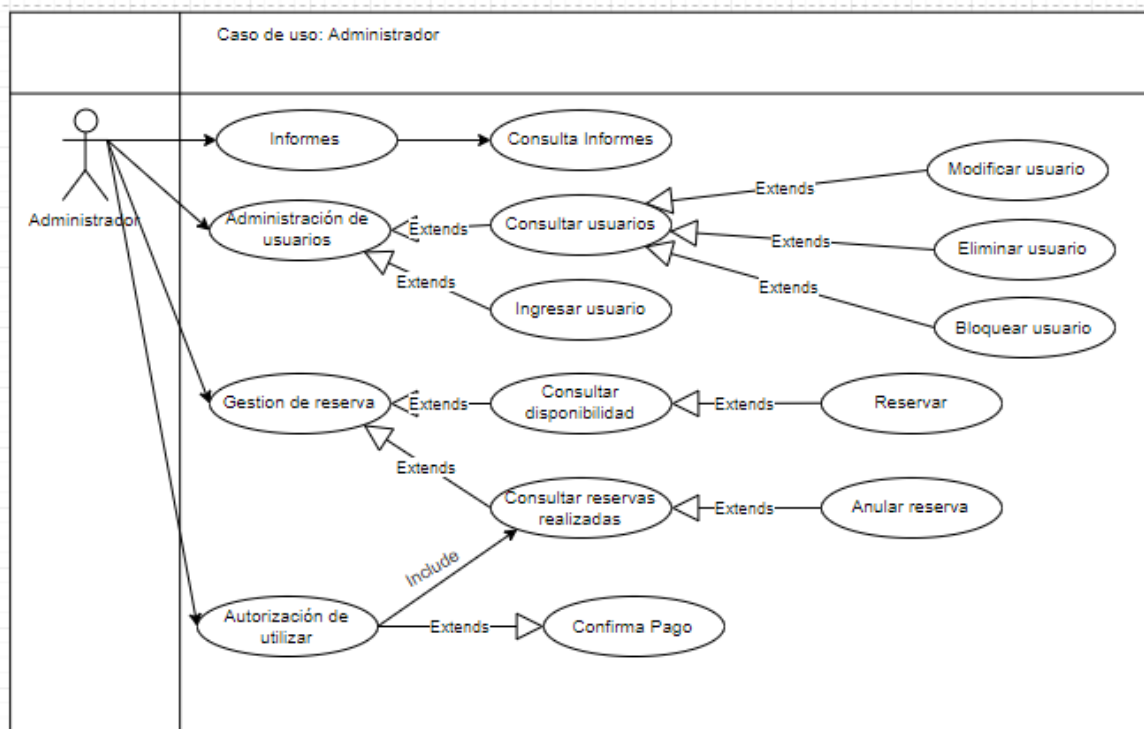 Caso de uso: Administrador
Informes
Consulta Informes
Modificar usuario
Extends
Administrador
Administración de
usuarios
Extends
Consultar usuarios
Extends
Eliminar usuario
Extends
Ingresar usuario
Extends
Bloquear usuario
Gestion de reserva
Extends
Consultar
disponibilidad
Extends
Reservar
Extends
Consultar reservas
realizadas
Extends
Anular reserva
Include
Autorización de
utilizar
Extends
Confirma Pago